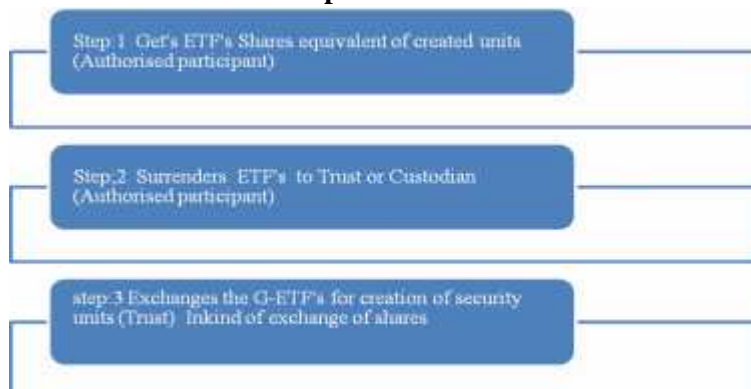 Step:1 Get's ETF's Shares equivalent of created units
(Authorised participant)
Step;2 Surrenders ETF's to Trust or Custodian
(Authorised participant)
step:3 Exchanges the G-ETF's for creation of security
units (Trust) Inkind of exchange of shares